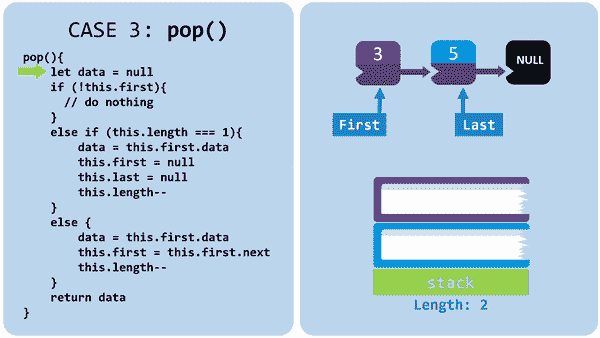 CASE 3: pop()
pop(){
    let data = null
    if (!this.first){
      // do nothing
    }
    else if (this.length === 1){
        data = this.first.data
        this.first = null
        this.last = null
        this.length--
    }
    else {
        data = this.first.data
        this.first = this.first.next
        this.length--
    }
    return data
}
3
5
NULL
First
Last
stack
Length: 2